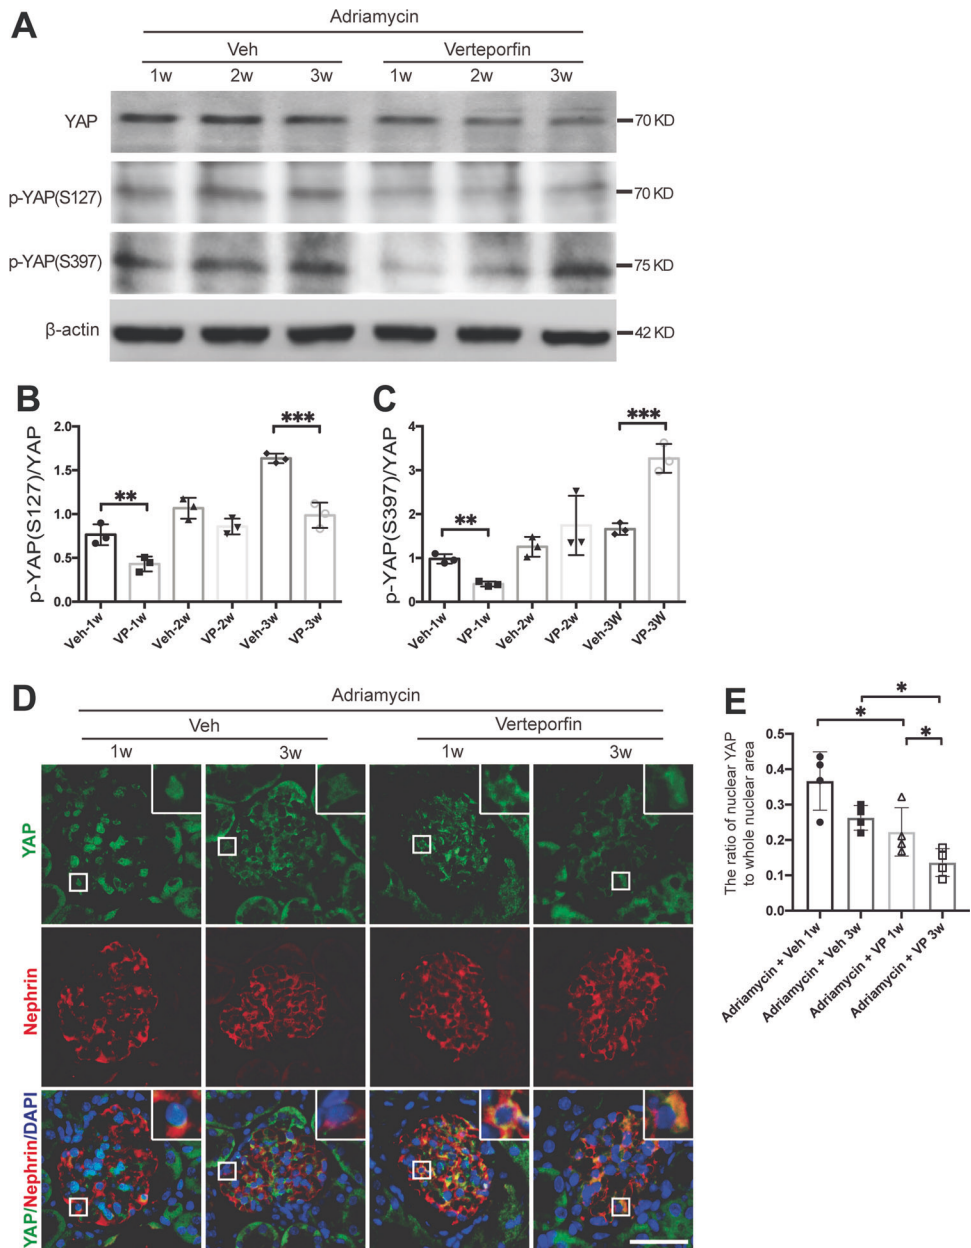 A
Adriamycin
Veh
Verteporfin
1w 2w 3w 1w 2w 3w
YAP
70 KD
p-YAP(S127)
70 KD
p-YAP(S397)
75 KD
β-actin
42 KD
B
p-YAP(S127)/YAP
2.0
1.5
1.0
0.5
0.0
**
***
Veh-1w
VP-1w
Veh-2w
VP-2w
Veh-3w
VP-3w
C
p-YAP(S397)/YAP
4
3
2
1
0
**
***
Veh-1w
VP-1w
Veh-2w
VP-2w
Veh-3W
VP-3W
D
Adriamycin
Veh
Verteporfin
1w 3w 1w 3w
YAP
Nephrin
YAP/Nephrin/DAPI
E
The ratio of nuclear YAP
to whole nuclear area
0.5
0.4
0.3
0.2
0.1
0.0
*
*
*
Adriamycin + Veh 1w
Adriamycin + Veh 3w
Adriamycin + VP 1w
Adriamycin + VP 3w